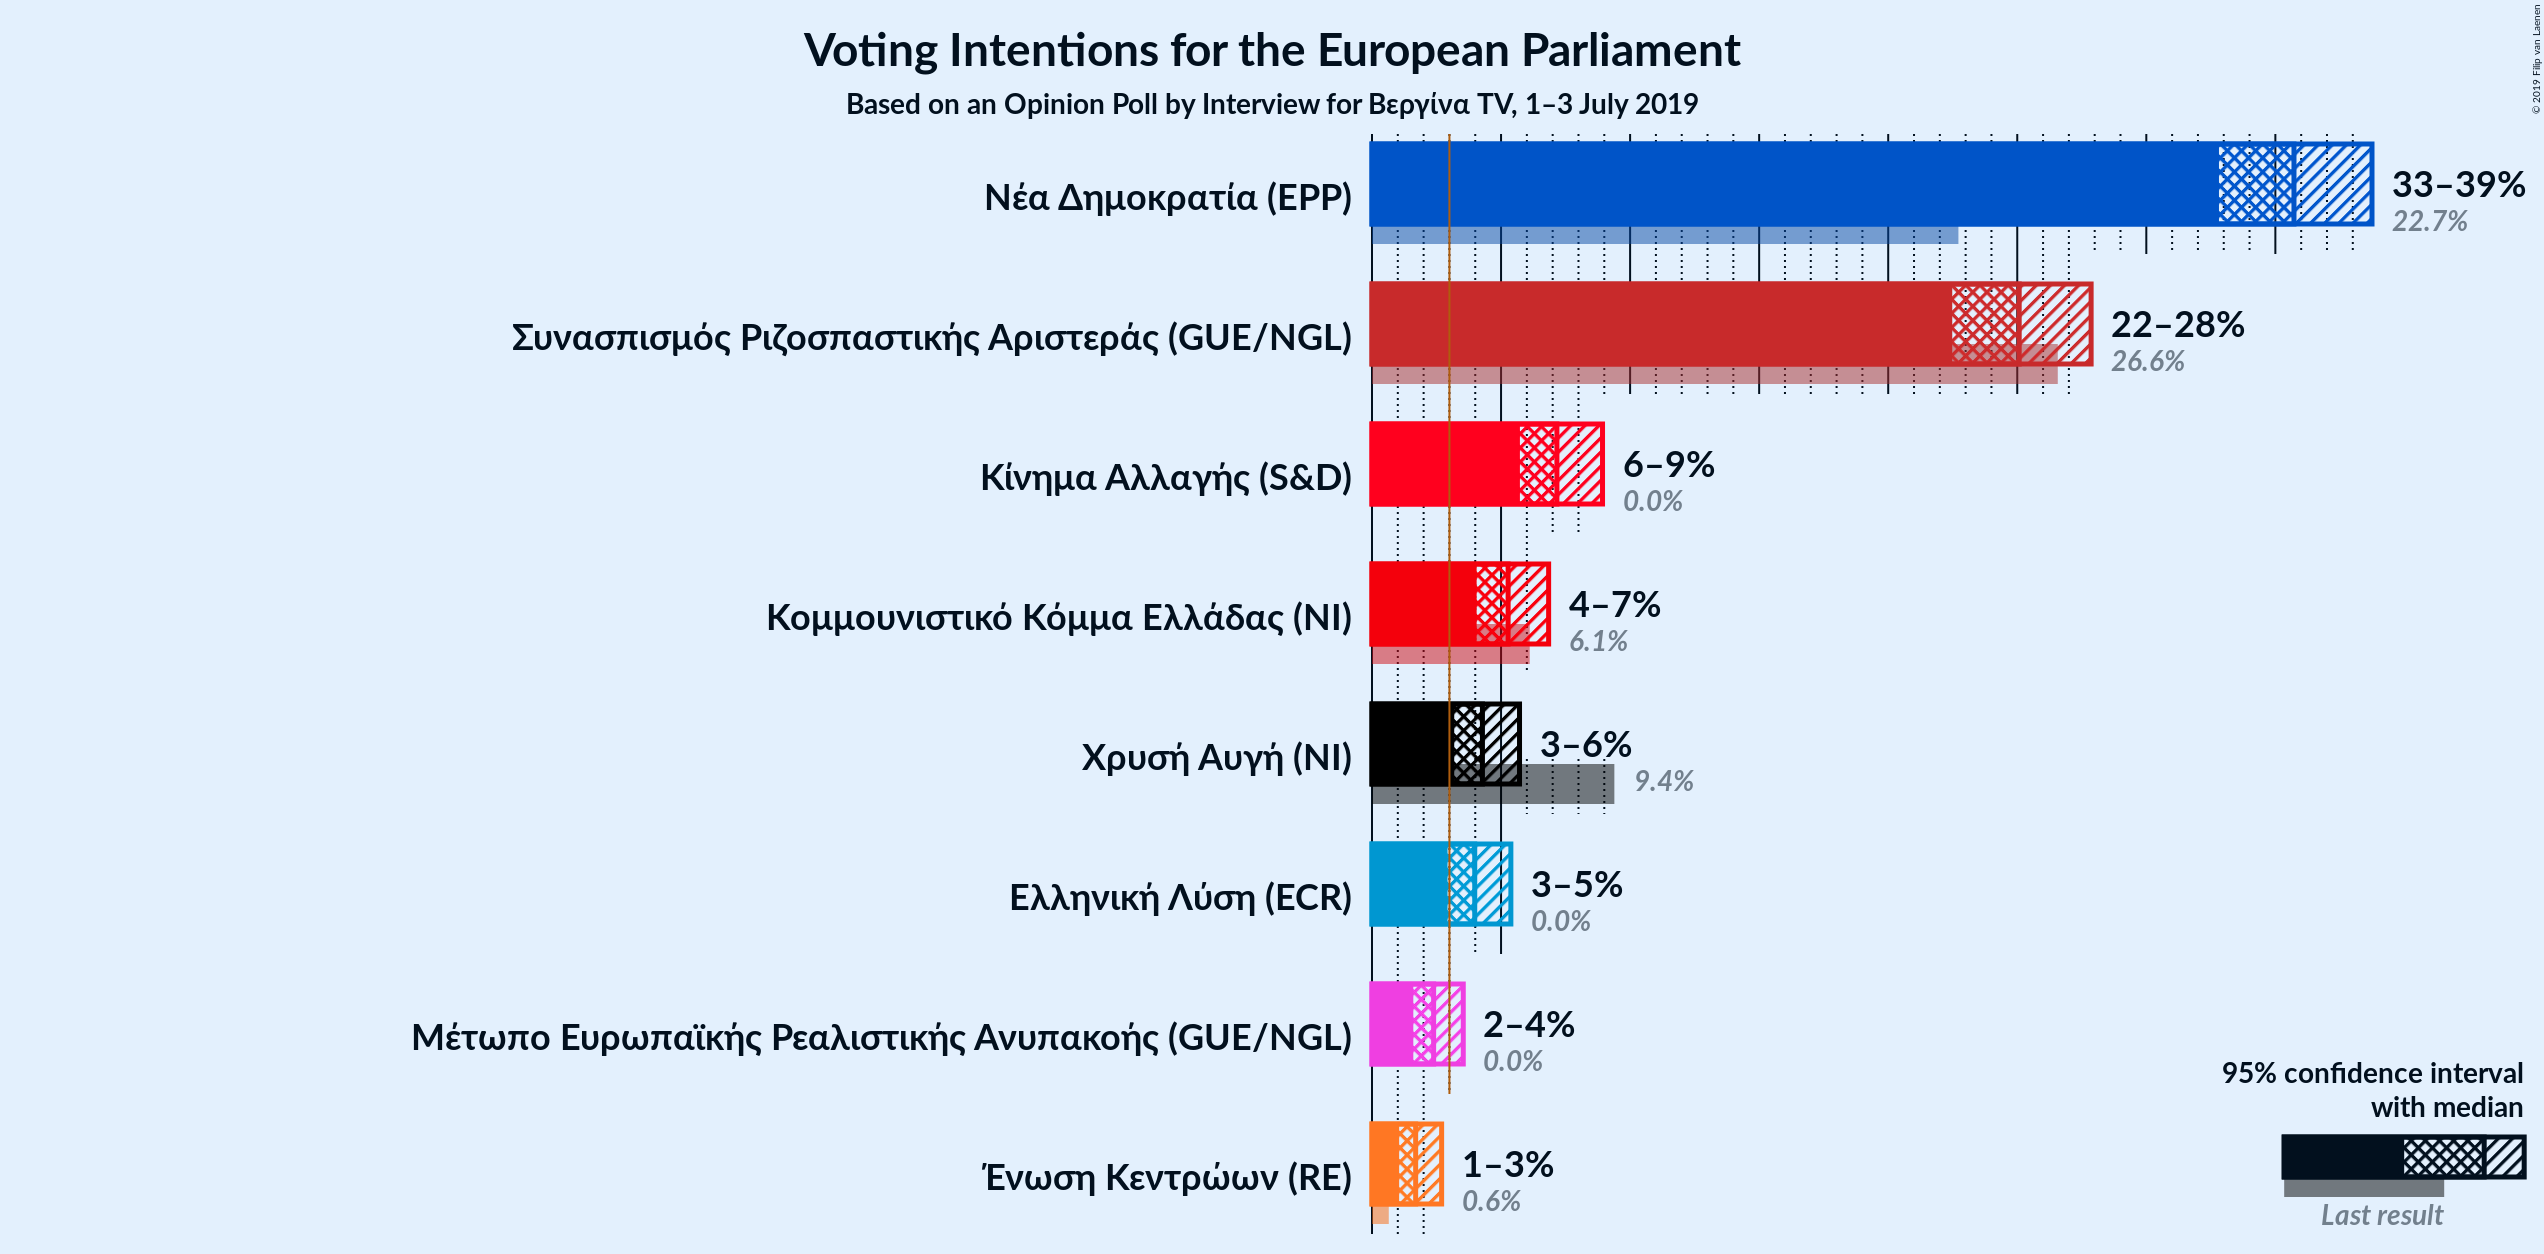 Voting Intentions for the European Parliament
Based on an Opinion Poll by Interview for Βεργίνα TV, 1–3 July 2019
© 2019 Filip van Laenen
Νέα Δημοκρατία (EPP)
33–39%
22.7%
Συνασπισμός Ριζοσπαστικής Αριστεράς (GUE/NGL)
22–28%
26.6%
Κίνημα Αλλαγής (S&D)
6–9%
0.0%
Κομμουνιστικό Κόμμα Ελλάδας (NI)
4–7%
6.1%
Χρυσή Αυγή (NI)
3–6%
9.4%
Ελληνική Λύση (ECR)
3–5%
0.0%
Μέτωπο Ευρωπαϊκής Ρεαλιστικής Ανυπακοής (GUE/NGL)
2–4%
0.0%
Ένωση Κεντρώων (RE)
1–3%
0.6%
95% confidence interval
with median
Last result